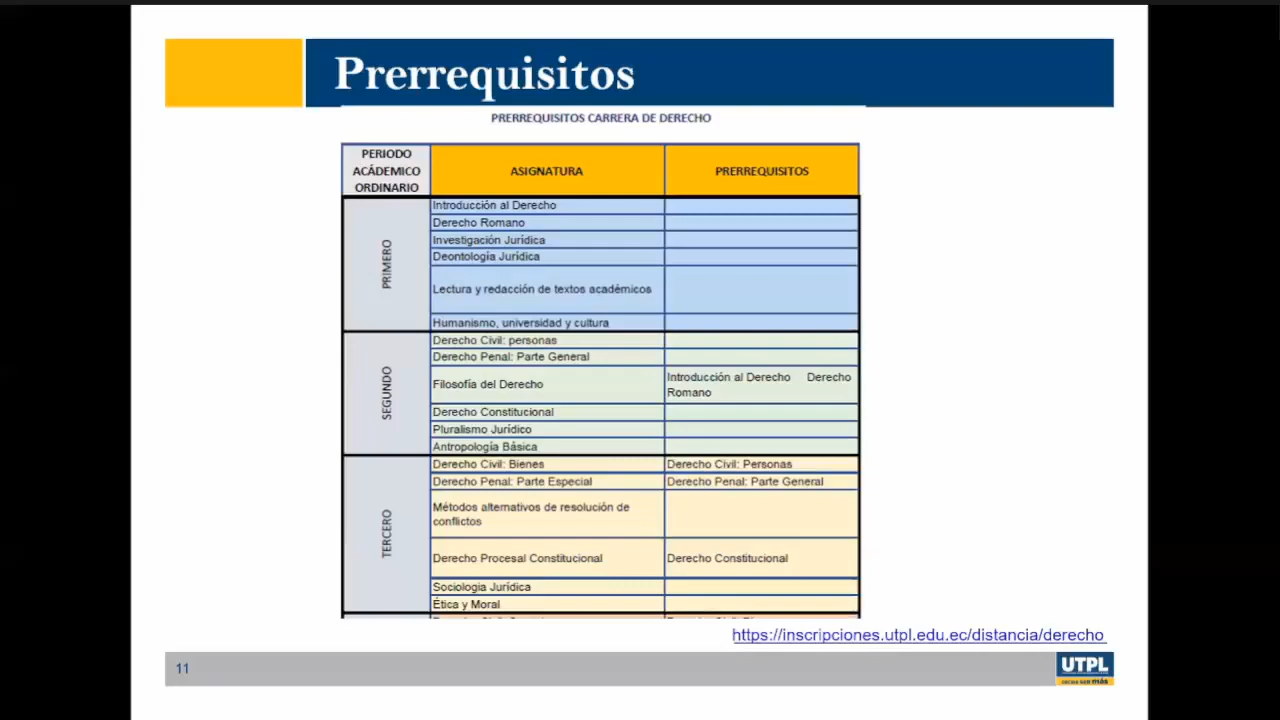 Prerrequisitos
PRERREQUISITOS CARRERA DE DERECHO
PERIODO
ACÁDEMICO
ORDINARIO
ASIGNATURA
PRERREQUISITOS
PRIMERO
Introducción al Derecho
Derecho Romano
Investigación Jurídica
Deontología Jurídica
Lectura y redacción de textos académicos
Humanismo, universidad y cultura
SEGUNDO
Derecho Civil: personas
Derecho Penal: Parte General
Filosofía del Derecho
Introducción al Derecho Derecho
Romano
Derecho Constitucional
Pluralismo Jurídico
Antropología Básica
TERCERO
Derecho Civil: Bienes
Derecho Civil: Personas
Derecho Penal: Parte Especial
Derecho Penal: Parte General
Métodos alternativos de resolución de
conflictos
Derecho Procesal Constitucional
Derecho Constitucional
Sociologia Jurídica
Ética y Moral
https://inscripciones.utpl.edu.ec/distancia/derecho
11
UTPL